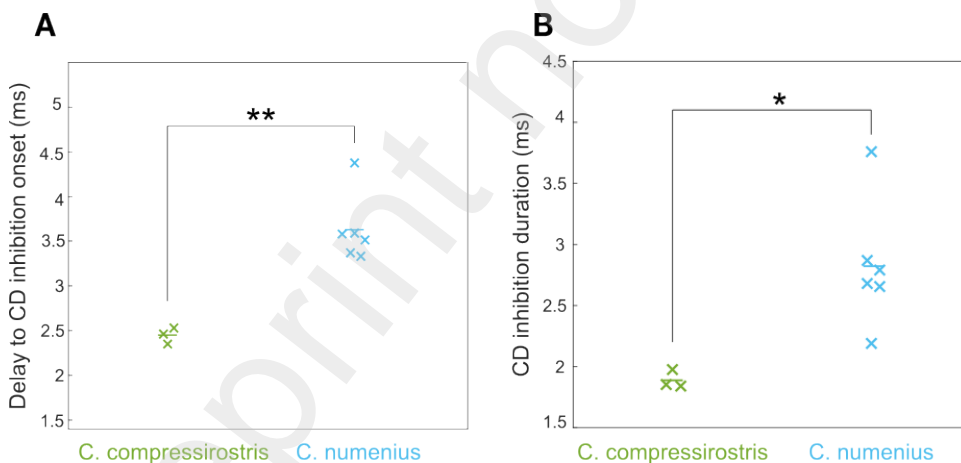 A
B
Delay to CD inhibition onset (ms)
5
4.5
4
3.5
3
2.5
2
1.5
**
C. compressirostris
C. numenius
CD inhibition duration (ms)
4.5
4
3.5
3
2.5
2
1.5
*
C. compressirostris
C. numenius